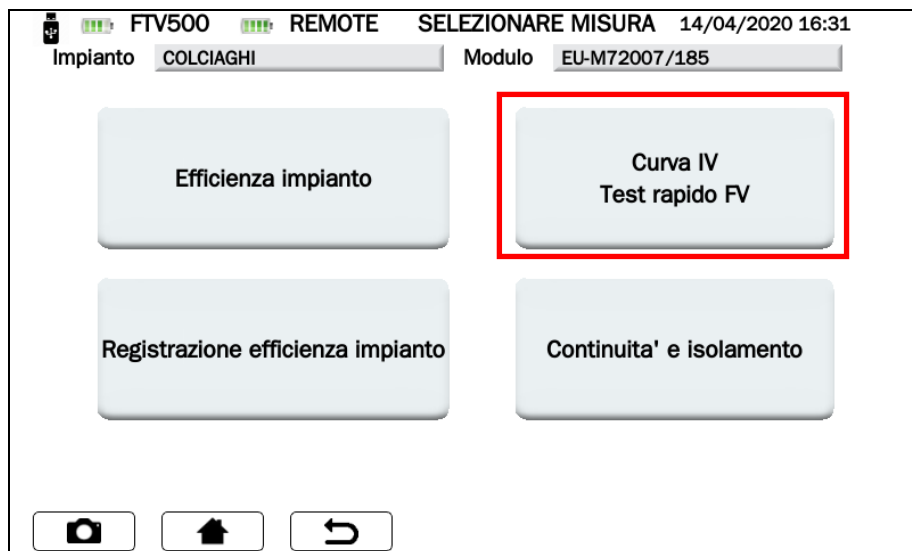 FTV500 REMOTE SELEZIONARE MISURA 14/04/2020 16:31
Impianto COLCIAGHI Modulo EU-M72007/185
Efficienza impianto
Curva IV
Test rapido FV
Registrazione efficienza impianto
Continuita' e isolamento